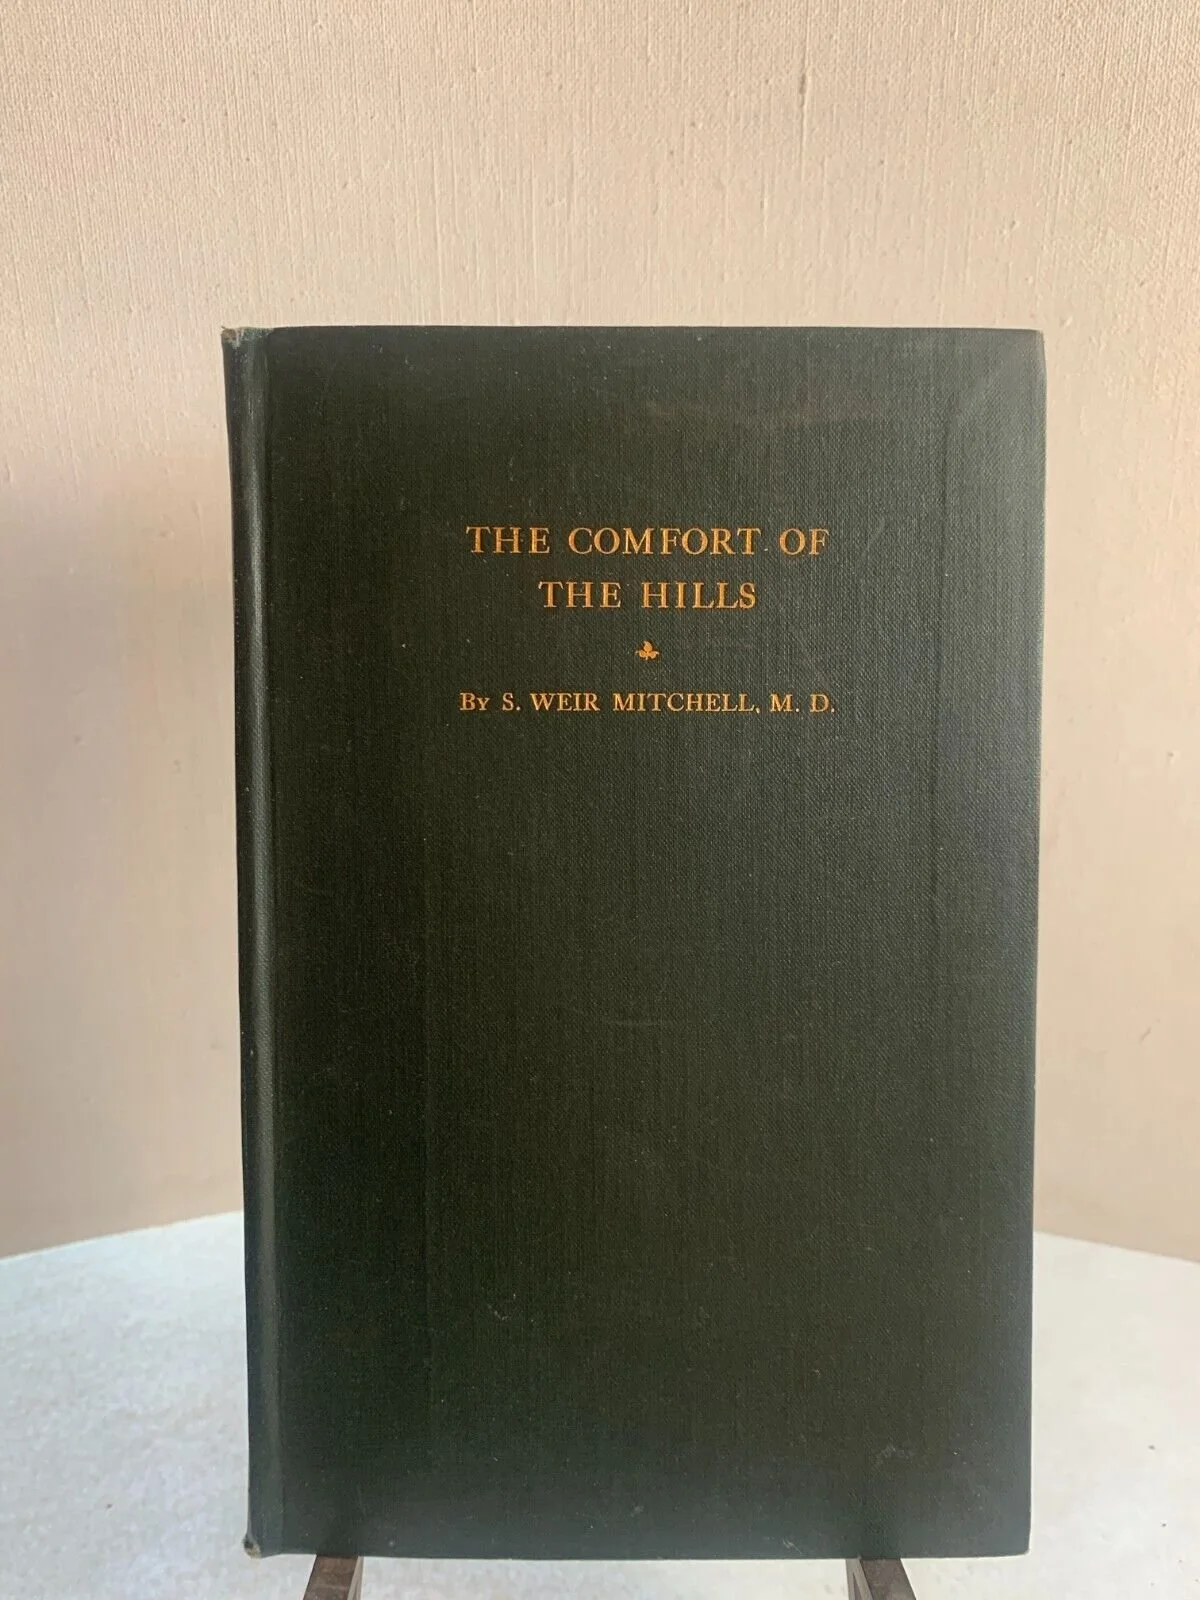 THE COMFORT OF
THE HILLS
By S. WEIR MITCHELL, M. D.